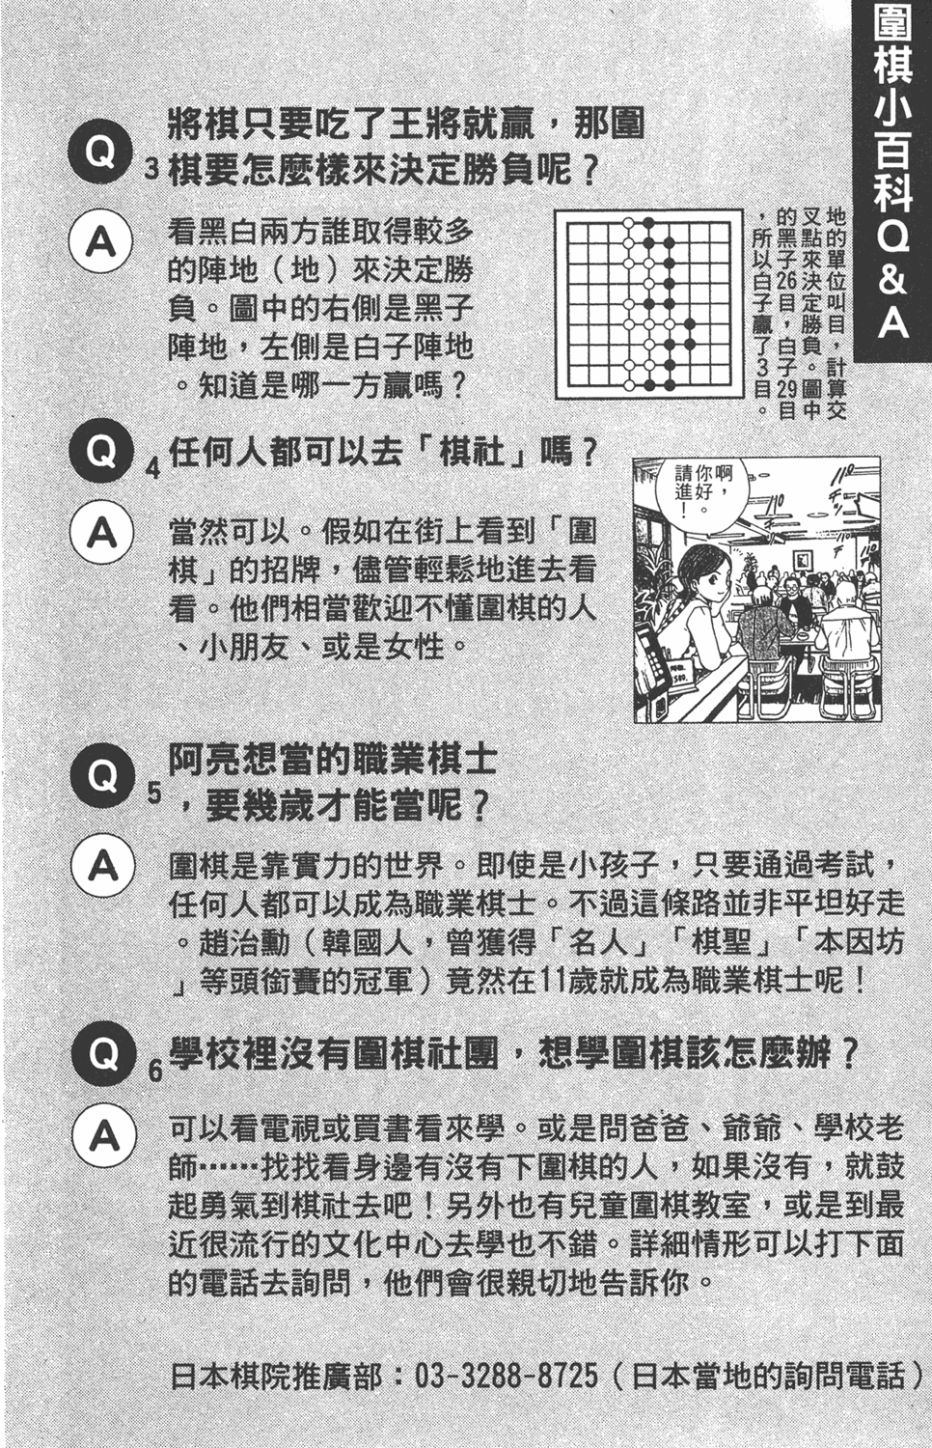 圍棋小百科Q&A
Q3
將棋只要吃了王將就贏，那圍
棋要怎麼樣來決定勝負呢？
A
看黑白兩方誰取得較多
的陣地（地）來決定勝
負。圖中的右側是黑子
陣地，左側是白子陣地
。知道是哪一方贏嗎？
地的單位叫目，計算交
叉點來決定勝負。圖中
的黑子26目，白子29目
，所以白子贏了3目。
Q4
任何人都可以去「棋社」嗎？
A
當然可以。假如在街上看到「圍
棋」的招牌，儘管輕鬆地進去看
看。他們相當歡迎不懂圍棋的人
、小朋友、或是女性。
啊，
你好。
請進！
Q5
阿亮想當的職業棋士
，要幾歲才能當呢？
A
圍棋是靠實力的世界。即使是小孩子，只要通過考試，
任何人都可以成為職業棋士。不過這條路並非平坦好走
。趙治勳（韓國人，曾獲得「名人」「棋聖」「本因坊
」等頭銜賽的冠軍）竟然在11歲就成為職業棋士呢！
Q6
學校裡沒有圍棋社團，想學圍棋該怎麼辦？
A
可以看電視或買書看來學。或是問爸爸、爺爺、學校老
師……找找看身邊有沒有下圍棋的人，如果沒有，就鼓
起勇氣到棋社去吧！另外也有兒童圍棋教室，或是到最
近很流行的文化中心去學也不錯。詳細情形可以打下面
的電話去詢問，他們會很親切地告訴你。
日本棋院推廣部：03-3288-8725（日本當地的詢問電話）